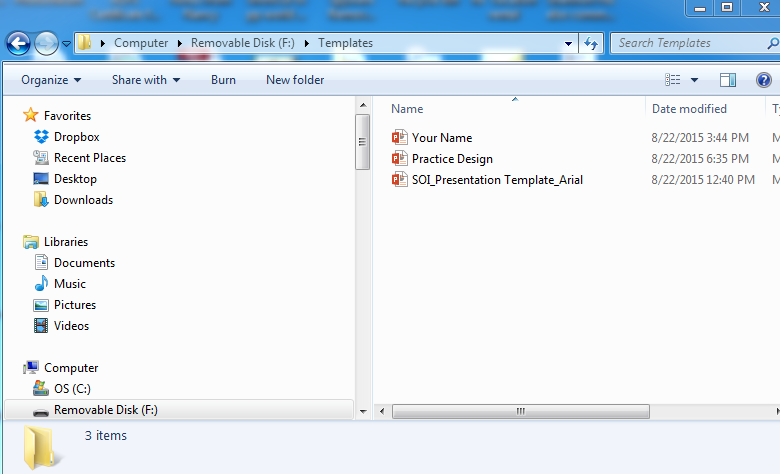 Computer Removable Disk (F:) Templates Search Templates
Organize Share with Burn New folder
Favorites
Dropbox
Recent Places
Desktop
Downloads
Libraries
Documents
Music
Pictures
Videos
Computer
OS (C:)
Removable Disk (F:)
Name Date modified
Your Name 8/22/2015 3:44 PM
Practice Design 8/22/2015 6:35 PM
SOI_Presentation Template_Arial 8/22/2015 12:40 PM
3 items